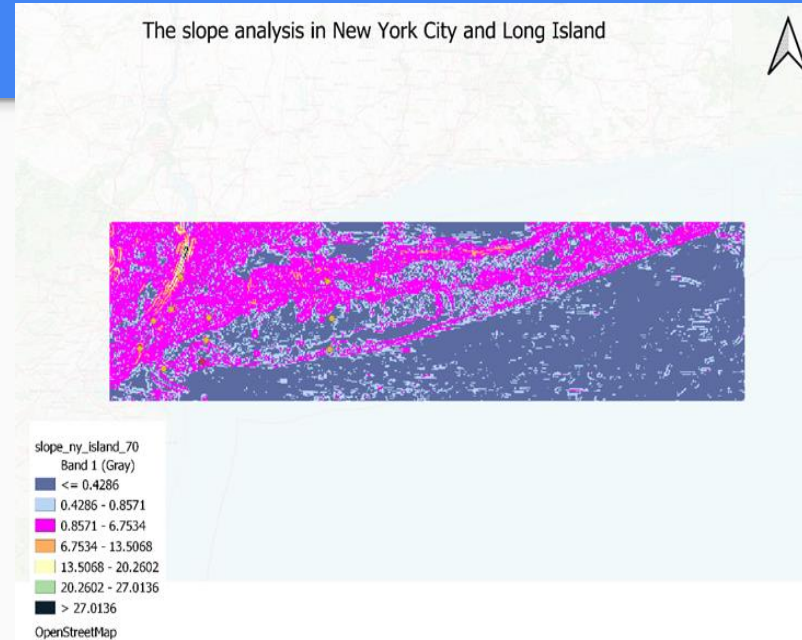 The slope analysis in New York City and Long Island
slope_ny_island_70
Band 1 (Gray)
<= 0.4286
0.4286 - 0.8571
0.8571 - 6.7534
6.7534 - 13.5068
13.5068 - 20.2602
20.2602 - 27.0136
> 27.0136
OpenStreetMap